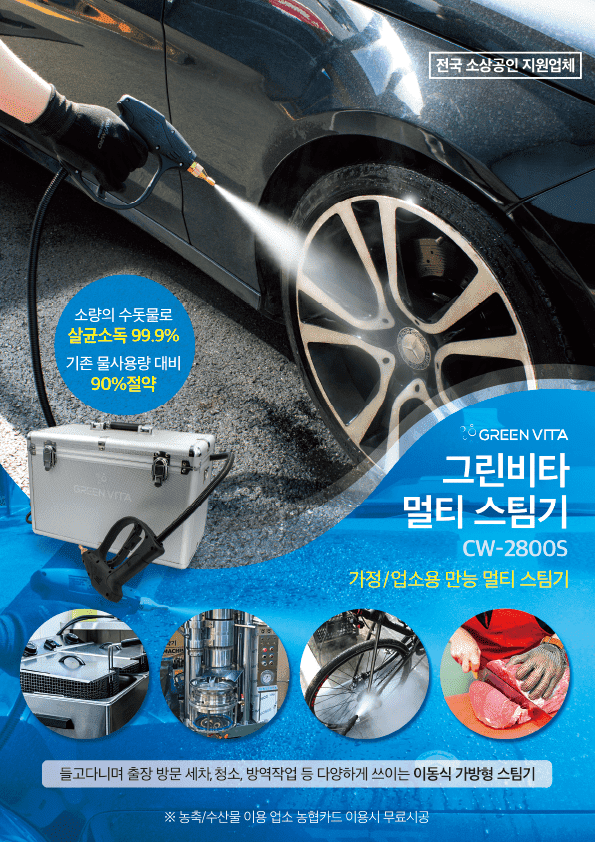 전국 소상공인 지원업체
소량의 수돗물로
살균소독 99.9%
기존 물사용량 대비
90%절약
GREEN VITA
GREEN VITA
그린비타
멀티 스팀기
CW-2800S
가정/업소용 만능 멀티 스팀기
들고다니며 출장 방문 세차, 청소, 방역작업 등 다양하게 쓰이는 이동식 가방형 스팀기
※ 농축/수산물 이용 업소 농협카드 이용시 무료시공